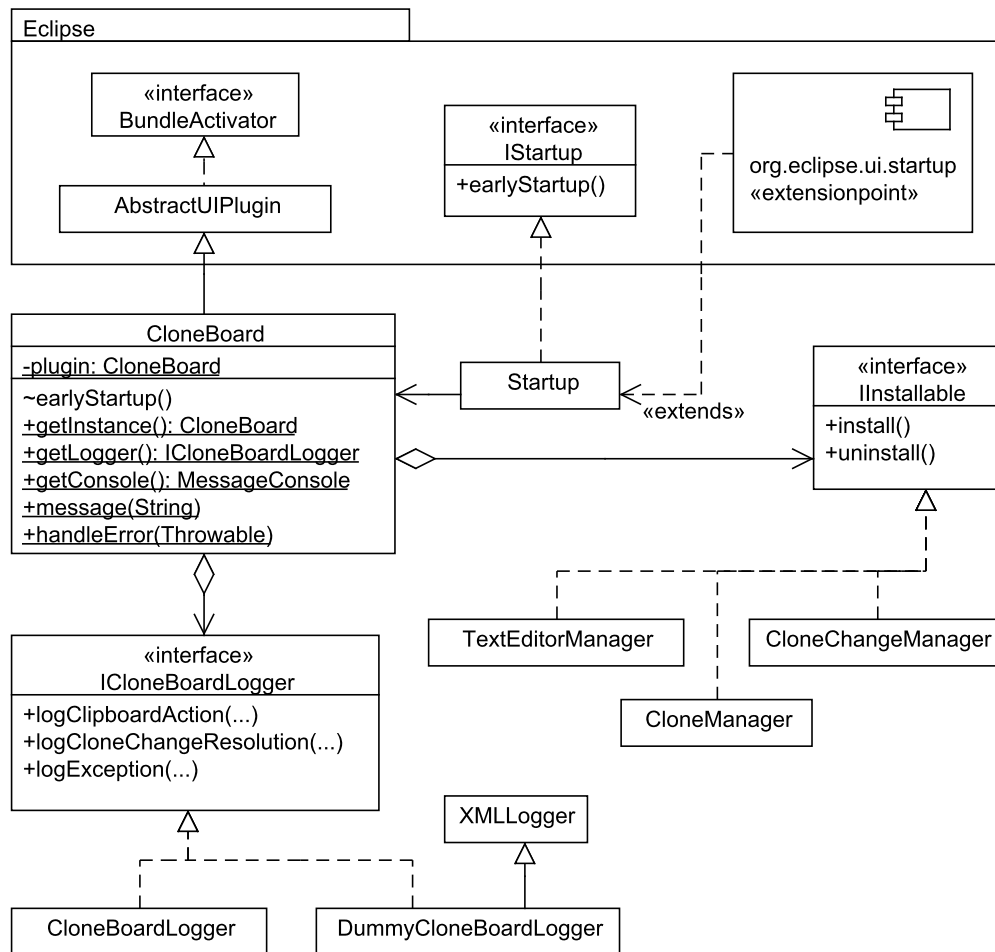 Eclipse
«interface»
BundleActivator
AbstractUIPlugin
«interface»
IStartup
+earlyStartup()
org.eclipse.ui.startup
«extensionpoint»
CloneBoard
-plugin: CloneBoard
~earlyStartup()
+getInstance(): CloneBoard
+getLogger(): ICloneBoardLogger
+getConsole(): MessageConsole
+message(String)
+handleError(Throwable)
Startup
«extends»
«interface»
IInstallable
+install()
+uninstall()
TextEditorManager
CloneChangeManager
CloneManager
«interface»
ICloneBoardLogger
+logClipboardAction(...)
+logCloneChangeResolution(...)
+logException(...)
XMLLogger
CloneBoardLogger
DummyCloneBoardLogger